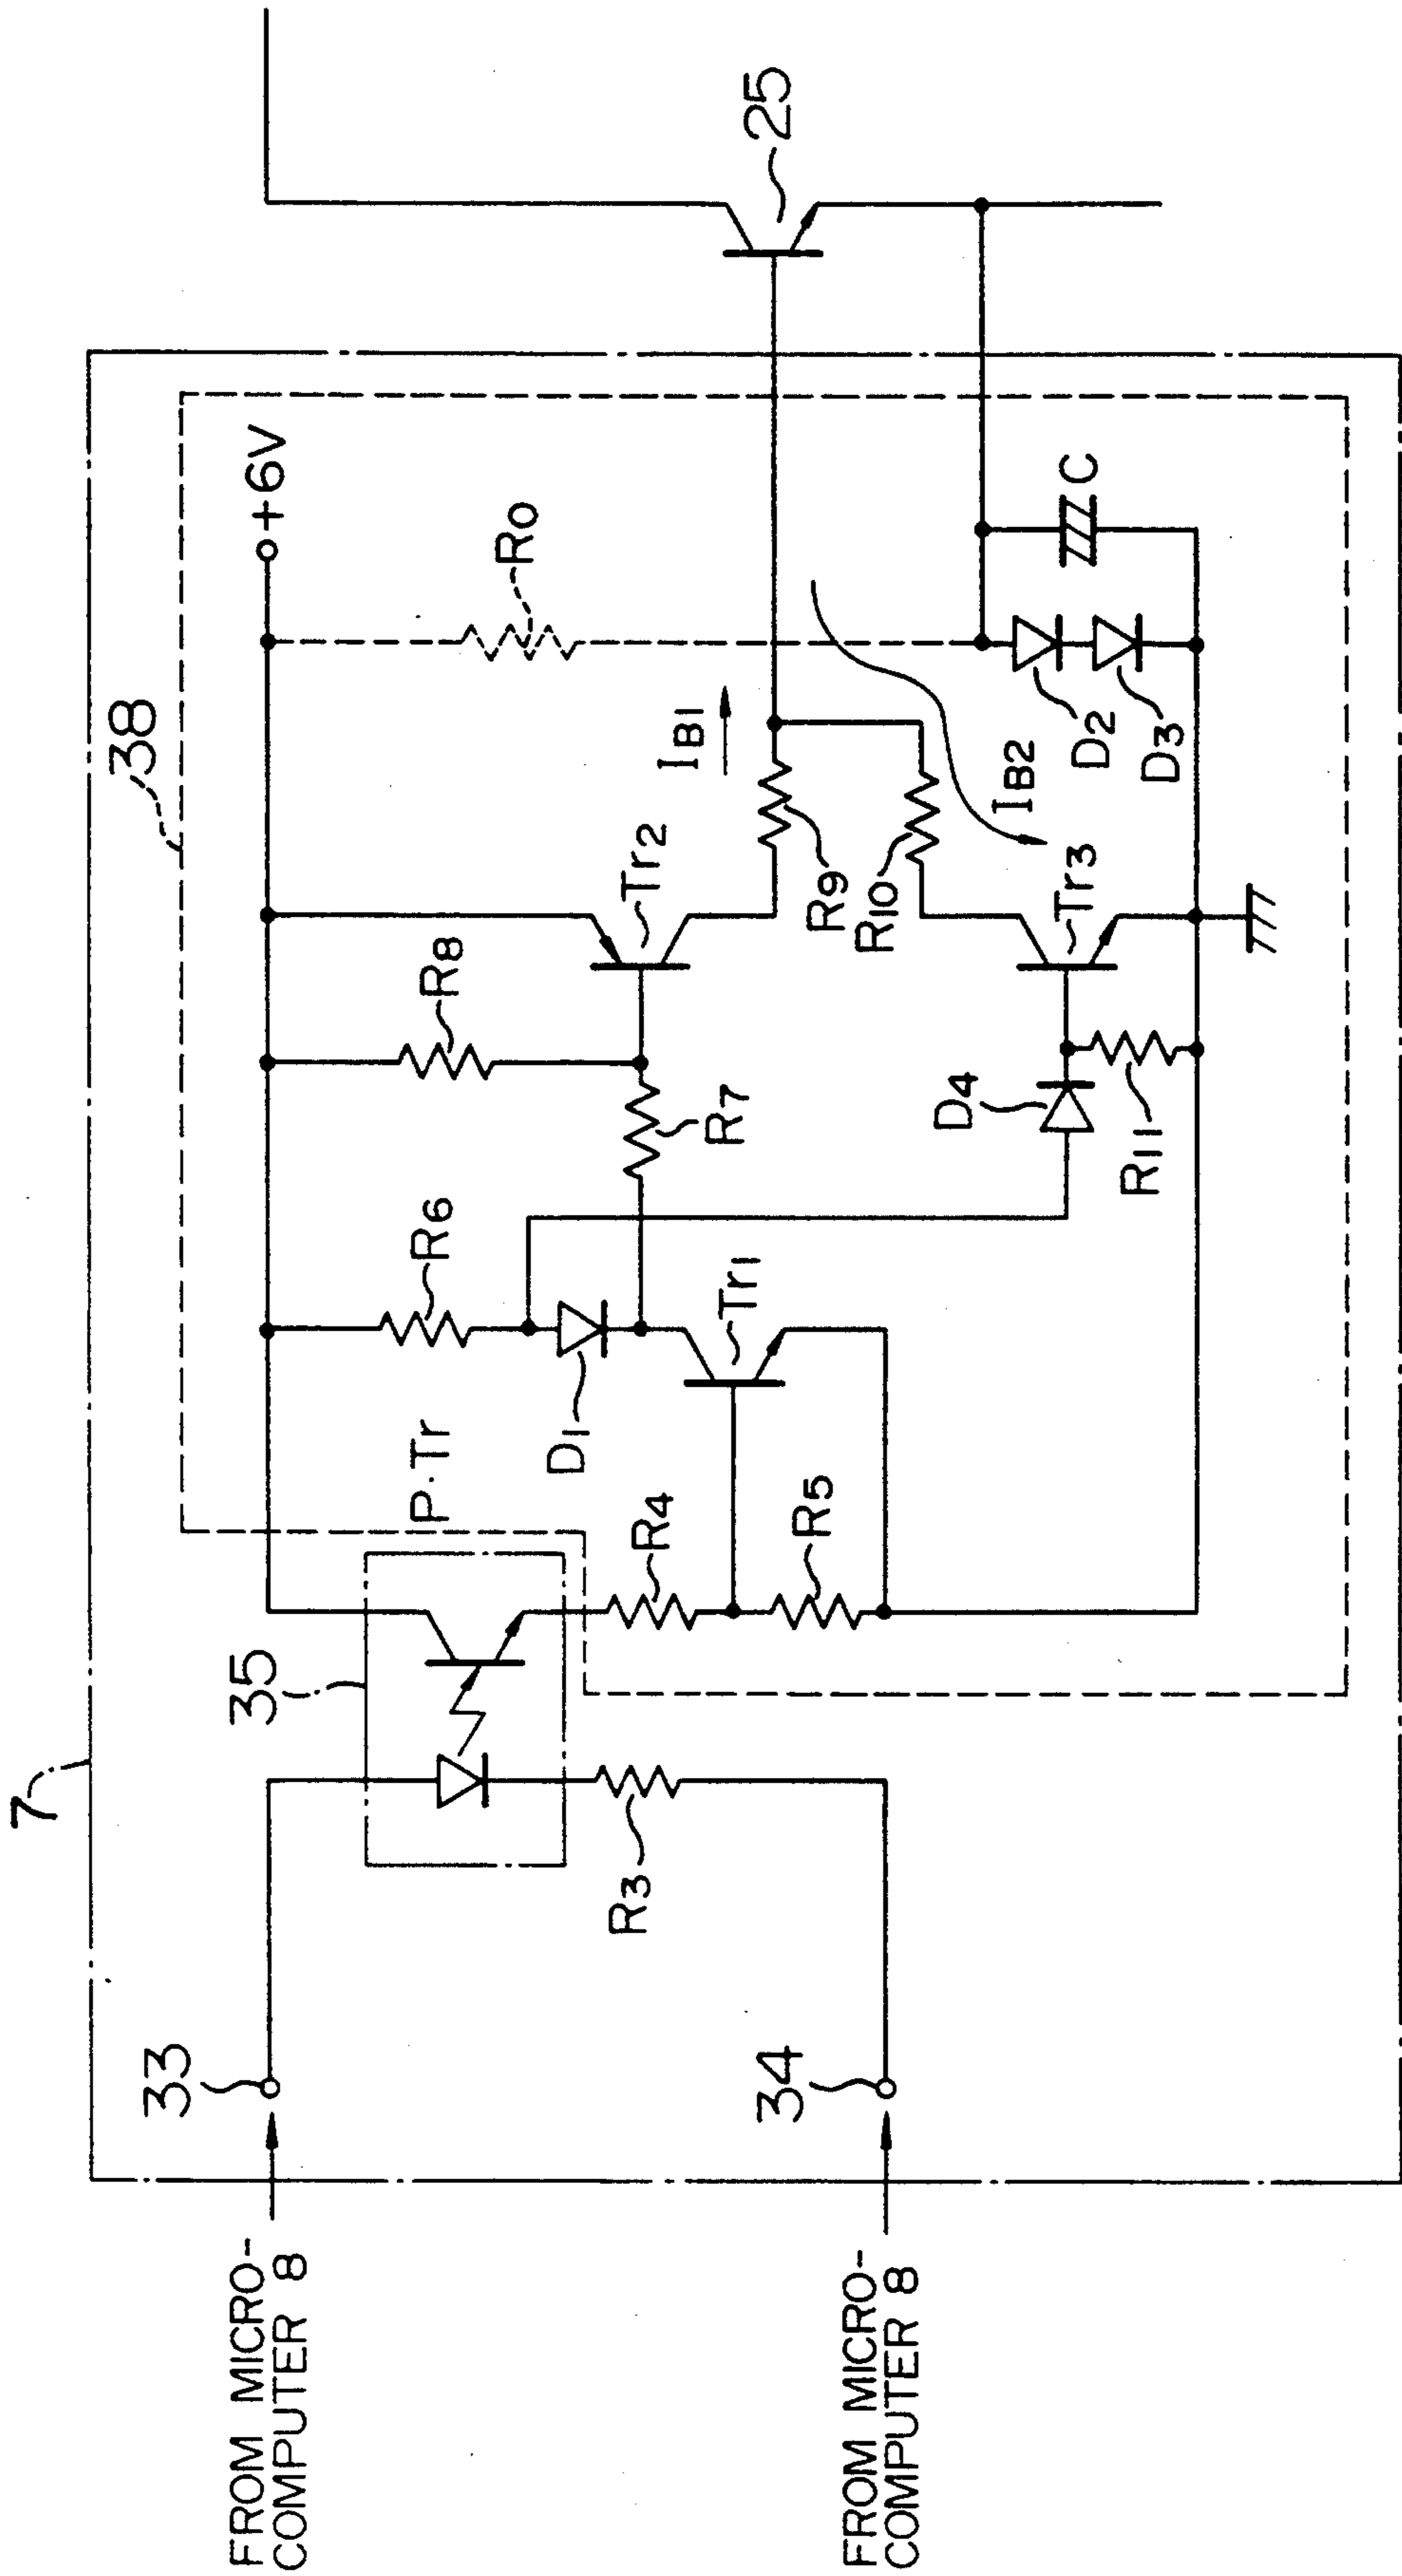 7
38
+6V
R0
25
R8
Tr2
IB1
R6
R7
R9
R10
IB2
D2
D3
C
35
P·Tr
D1
Tr1
D4
Tr3
R11
R4
R5
R3
33
34
FROM MICRO-
COMPUTER 8
FROM MICRO-
COMPUTER 8